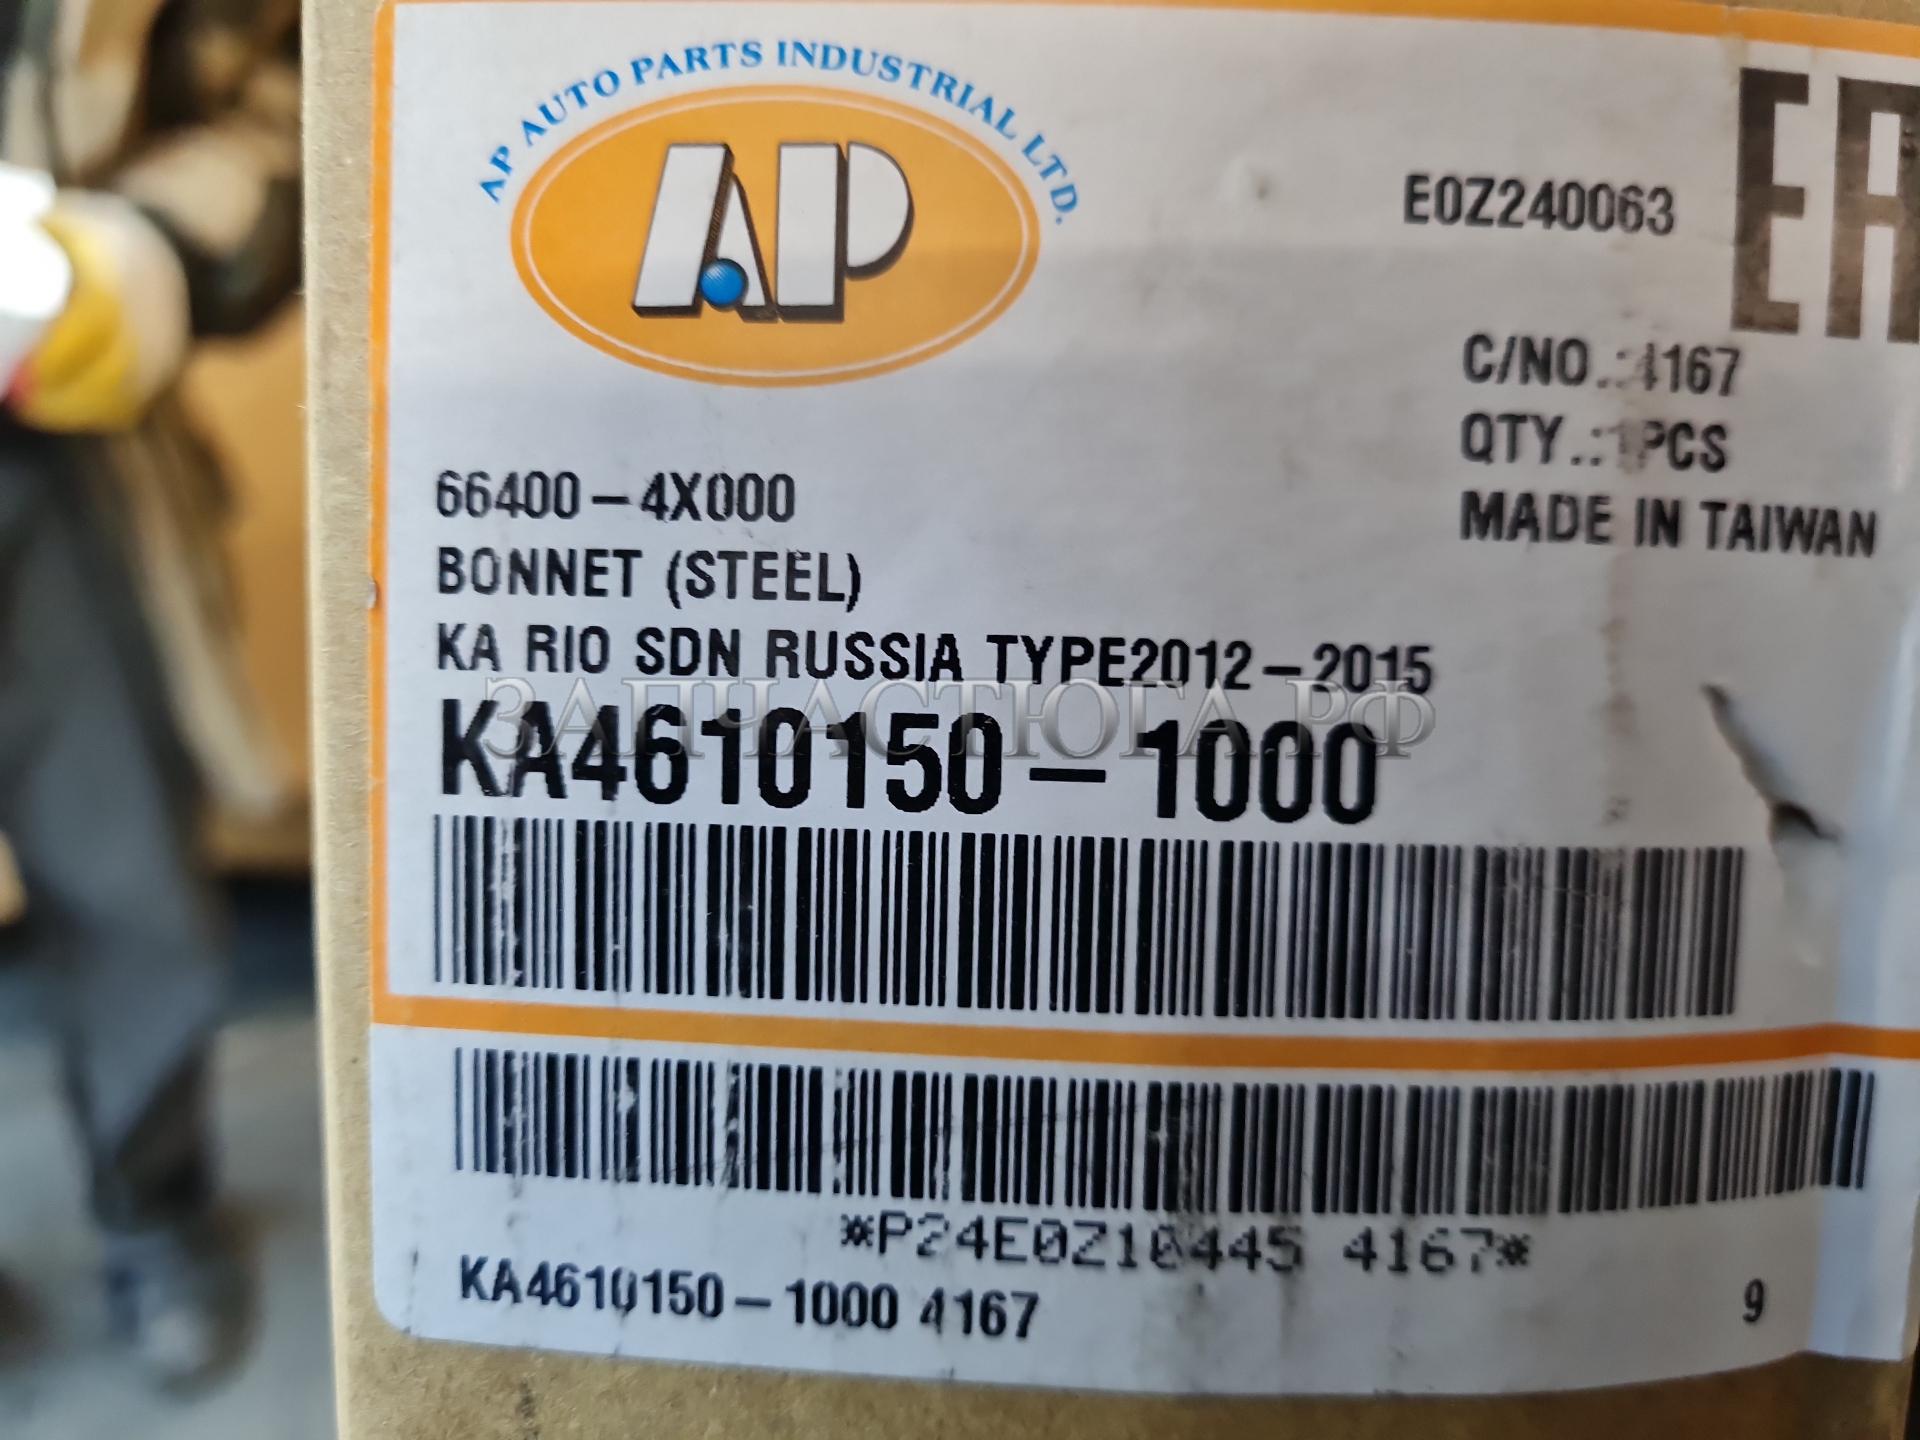 AP AUTO PARTS INDUSTRIAL LTD.
AP
E0Z240063
EA
C/NO.:4167
QTY.:1PCS
MADE IN TAIWAN
66400-4X000
BONNET (STEEL)
KA RIO SDN RUSSIA TYPE2012-2015
ЗАПЧАСТЮГА.РФ
KA4610150-1000
*P24E0Z10445 4167*
KA4610150-1000 4167
9